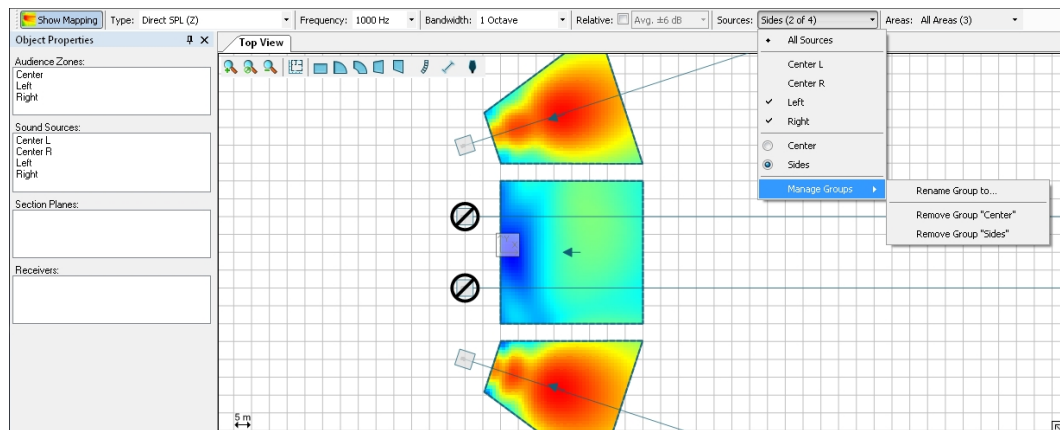 Show Mapping Type: Direct SPL (Z) Frequency: 1000 Hz Bandwidth: 1 Octave Relative: Avg. ±6 dB Sources: Sides (2 of 4) Areas: All Areas (3)
Object Properties
Top View
All Sources
Center L
Center R
Left
Right
Center
Sides
Manage Groups
Rename Group to...
Remove Group "Center"
Remove Group "Sides"
Audience Zones:
Center
Left
Right
Sound Sources:
Center L
Center R
Left
Right
Section Planes:
Receivers:
5 m